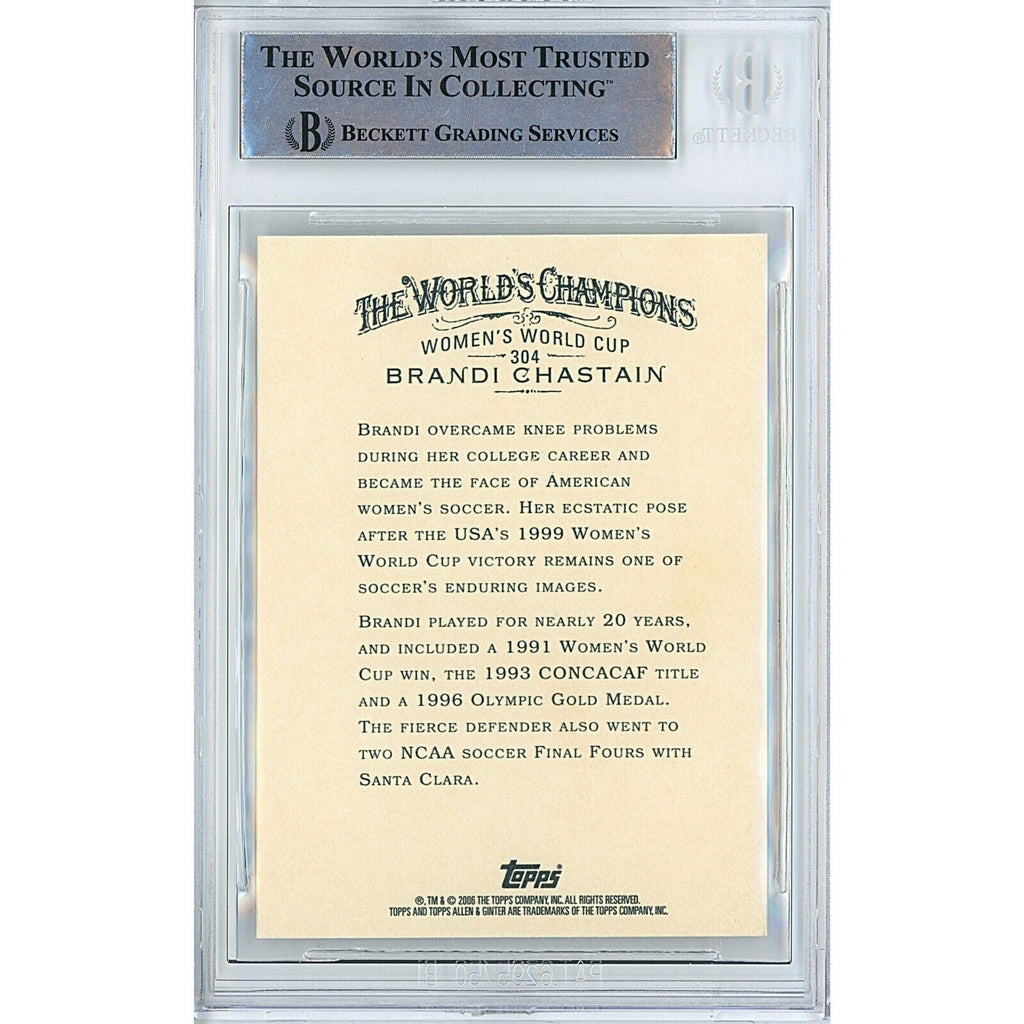 THE WORLD'S MOST TRUSTED
SOURCE IN COLLECTING™
B BECKETT GRADING SERVICES
B
BECKETT®
THE WORLD'S CHAMPIONS
WOMEN'S WORLD CUP
304
BRANDI CHASTAIN
BRANDI OVERCAME KNEE PROBLEMS
DURING HER COLLEGE CAREER AND
BECAME THE FACE OF AMERICAN
WOMEN'S SOCCER. HER ECSTATIC POSE
AFTER THE USA'S 1999 WOMEN'S
WORLD CUP VICTORY REMAINS ONE OF
SOCCER'S ENDURING IMAGES.
BRANDI PLAYED FOR NEARLY 20 YEARS,
AND INCLUDED A 1991 WOMEN'S WORLD
CUP WIN, THE 1993 CONCACAF TITLE
AND A 1996 OLYMPIC GOLD MEDAL.
THE FIERCE DEFENDER ALSO WENT TO
TWO NCAA SOCCER FINAL FOURS WITH
SANTA CLARA.
TOPPS®
®, TM & © 2006 THE TOPPS COMPANY, INC. ALL RIGHTS RESERVED.
TOPPS AND TOPPS ALLEN & GINTER ARE TRADEMARKS OF THE TOPPS COMPANY, INC.